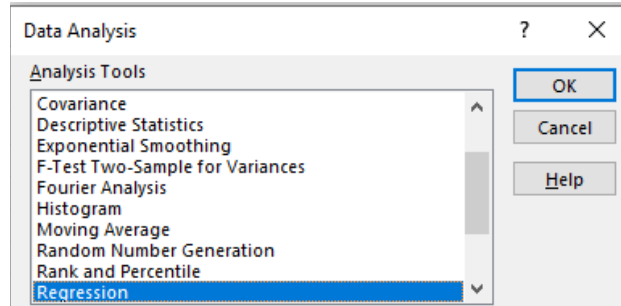 Data Analysis
?
Analysis Tools
Covariance
Descriptive Statistics
Exponential Smoothing
F-Test Two-Sample for Variances
Fourier Analysis
Histogram
Moving Average
Random Number Generation
Rank and Percentile
Regression
OK
Cancel
Help